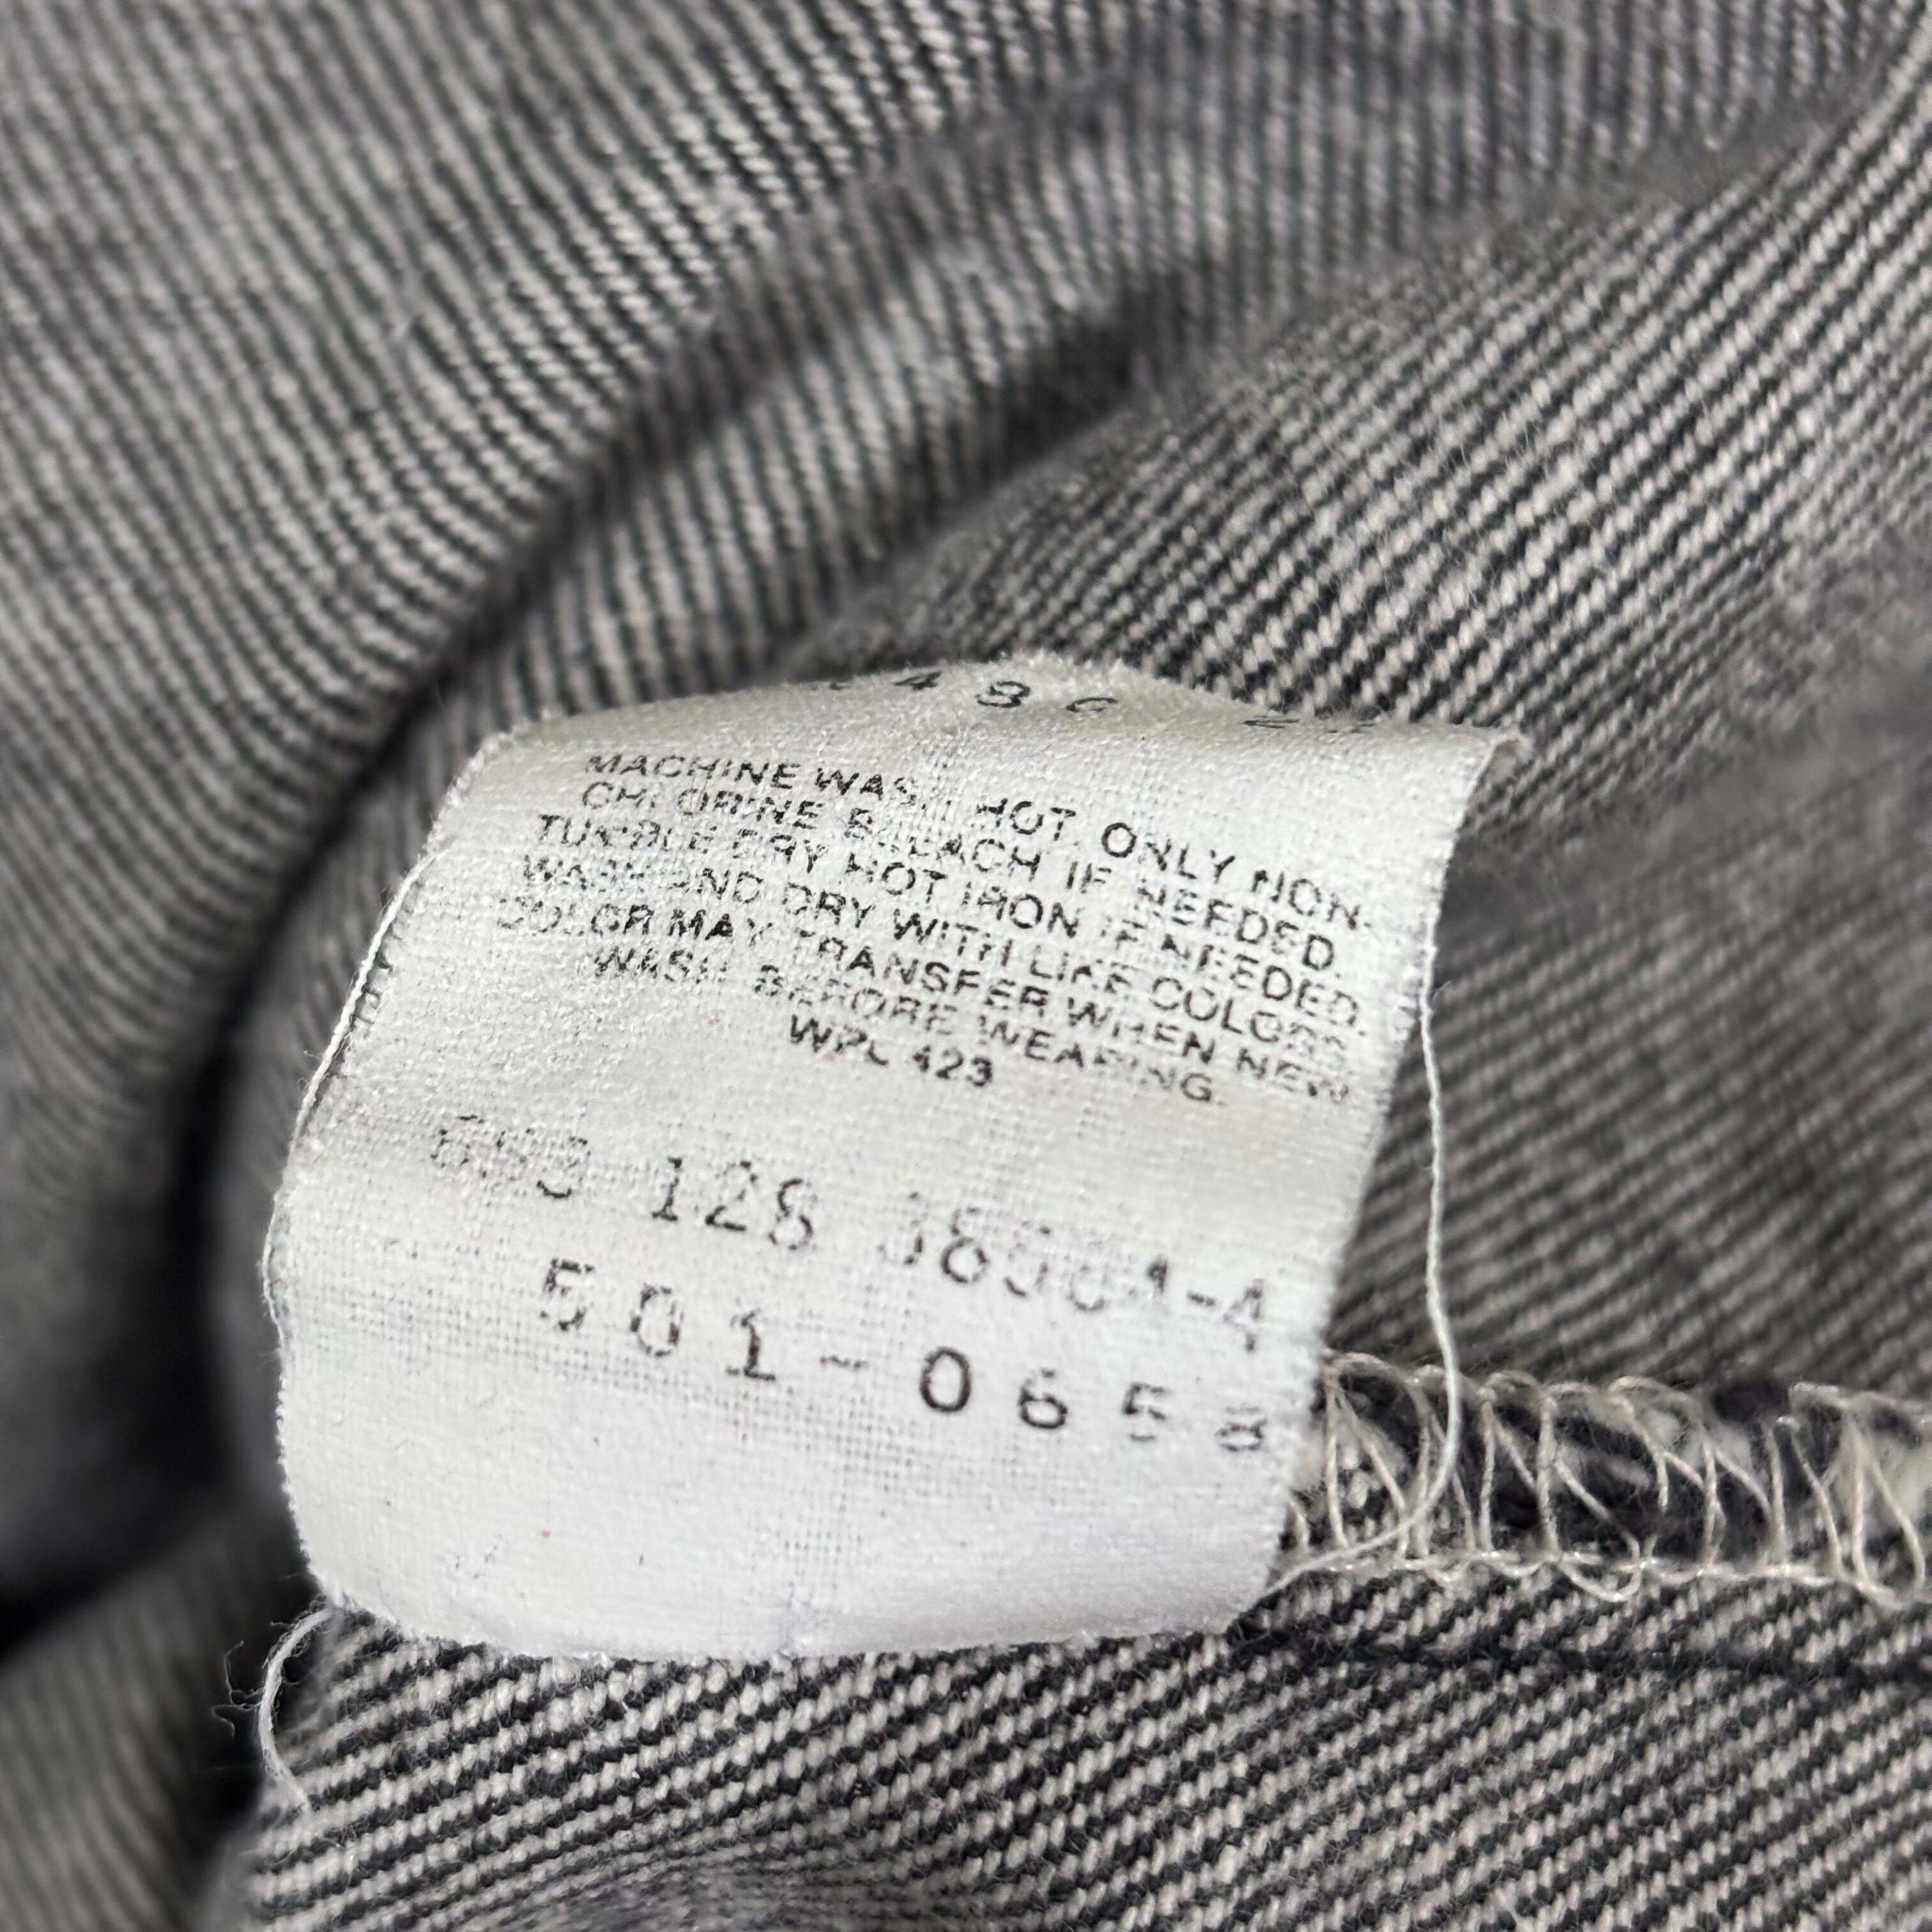 MACHINE WASH HOT. ONLY NON-
CHLORINE BLEACH IF NEEDED.
TUMBLE DRY HOT IRON IF NEEDED.
WASH AND DRY WITH LIKE COLORS
COLOR MAY TRANSFER WHEN NEW
WASH BEFORE WEARING.
WPL 423
128
501-0658